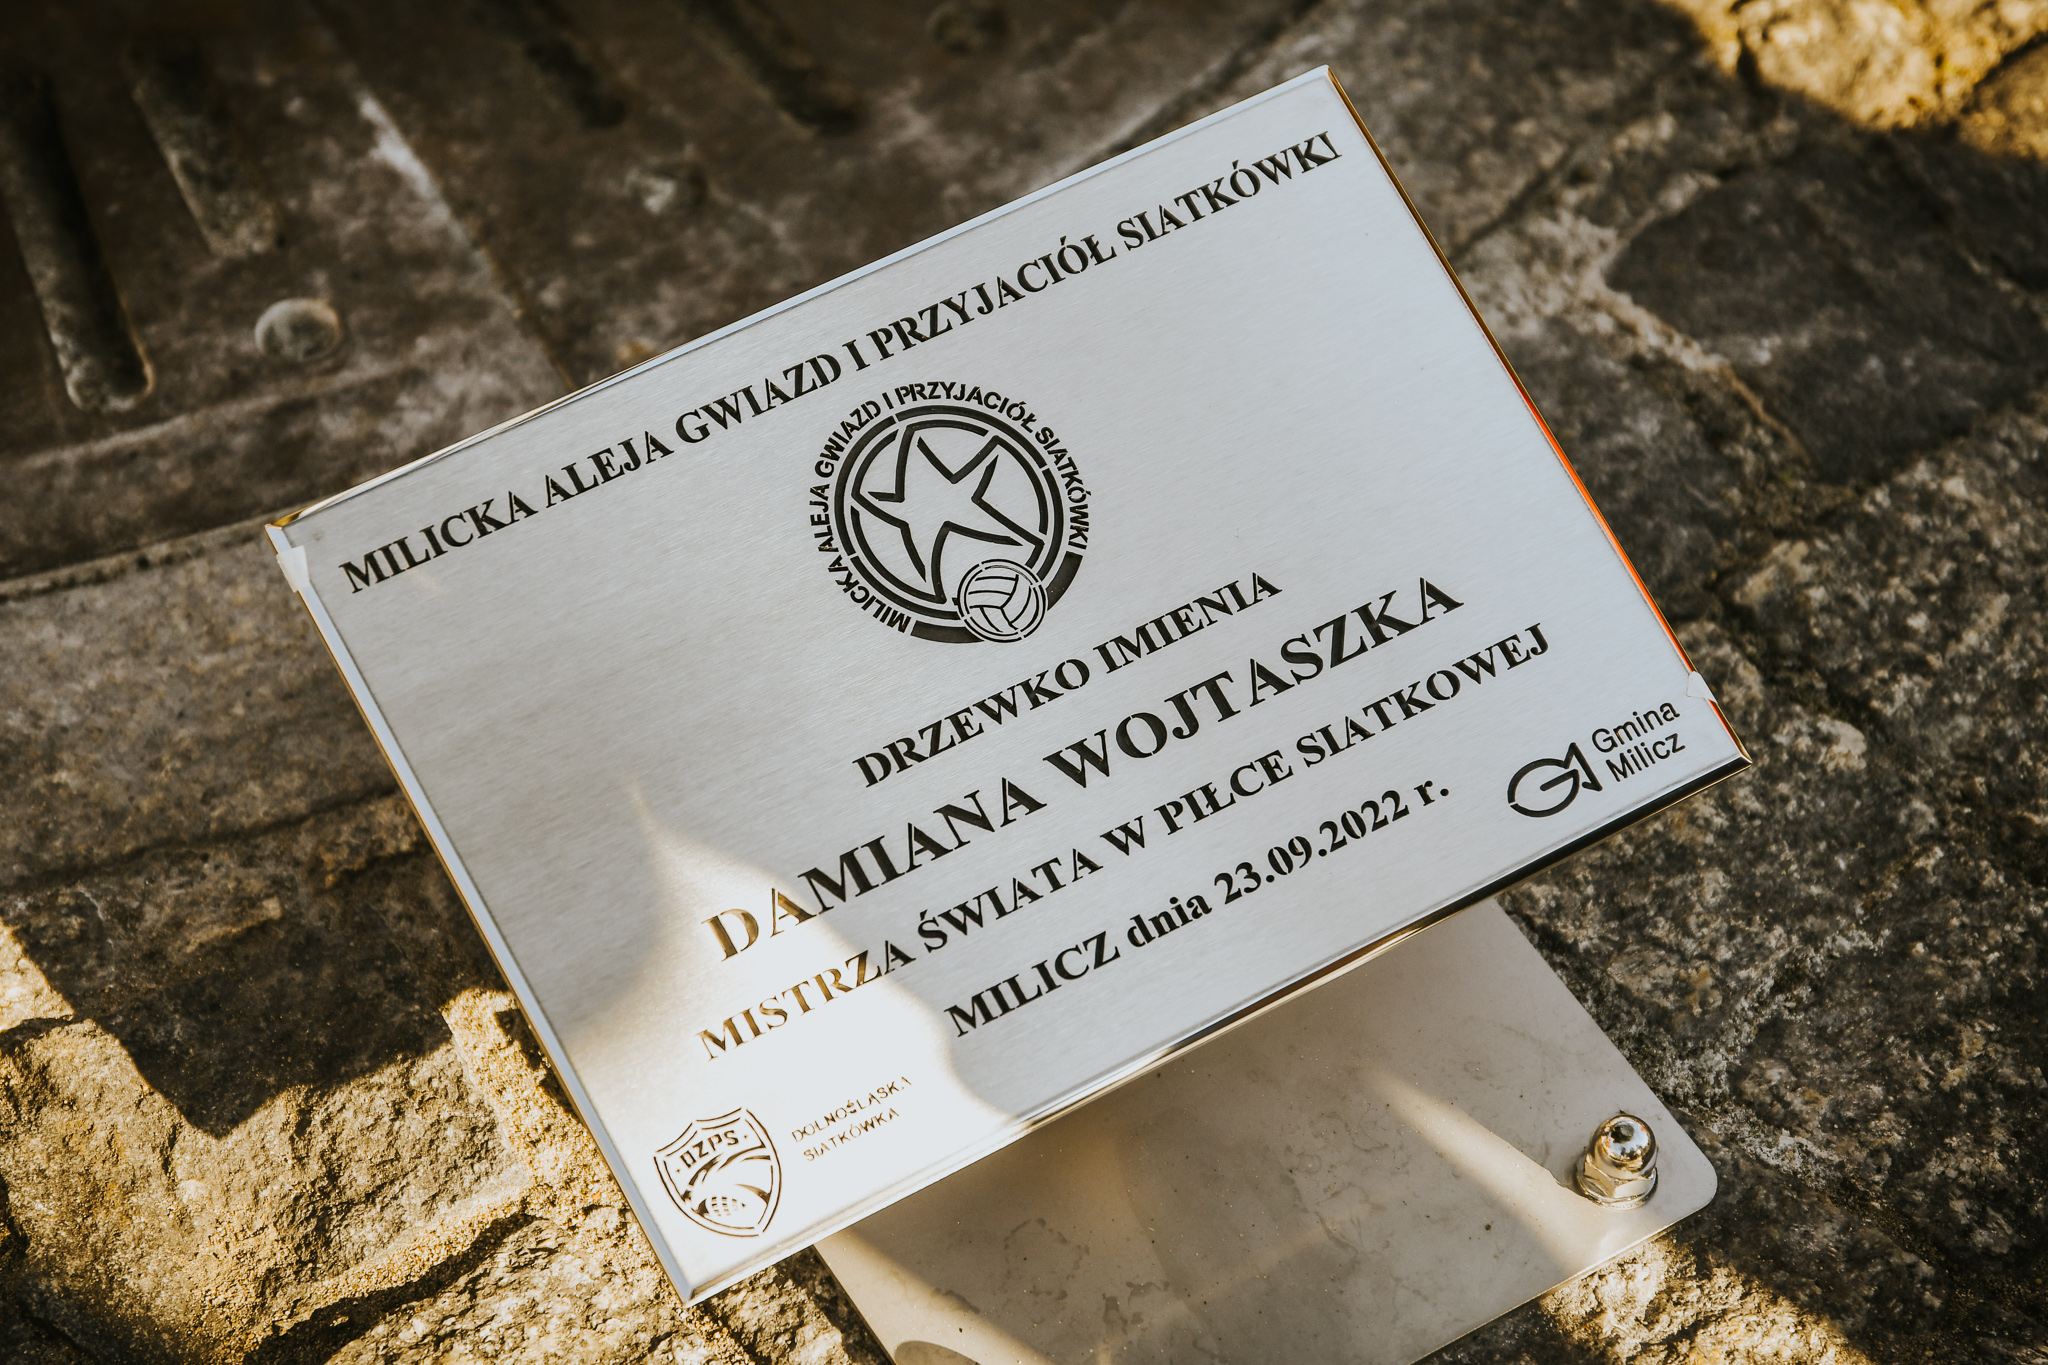 MILICKA ALEJA GWIAZD I PRZYJACIÓŁ SIATKÓWKI
MILICKA ALEJA GWIAZD I PRZYJACIÓŁ SIATKÓWKI
DRZEWKO IMIENIA
DAMIANA WOJTASZKA
MISTRZA ŚWIATA W PIŁCE SIATKOWEJ
MILICZ dnia 23.09.2022 r.
Gmina
Milicz
DZPS
DOLNOŚLĄSKA
SIATKÓWKA